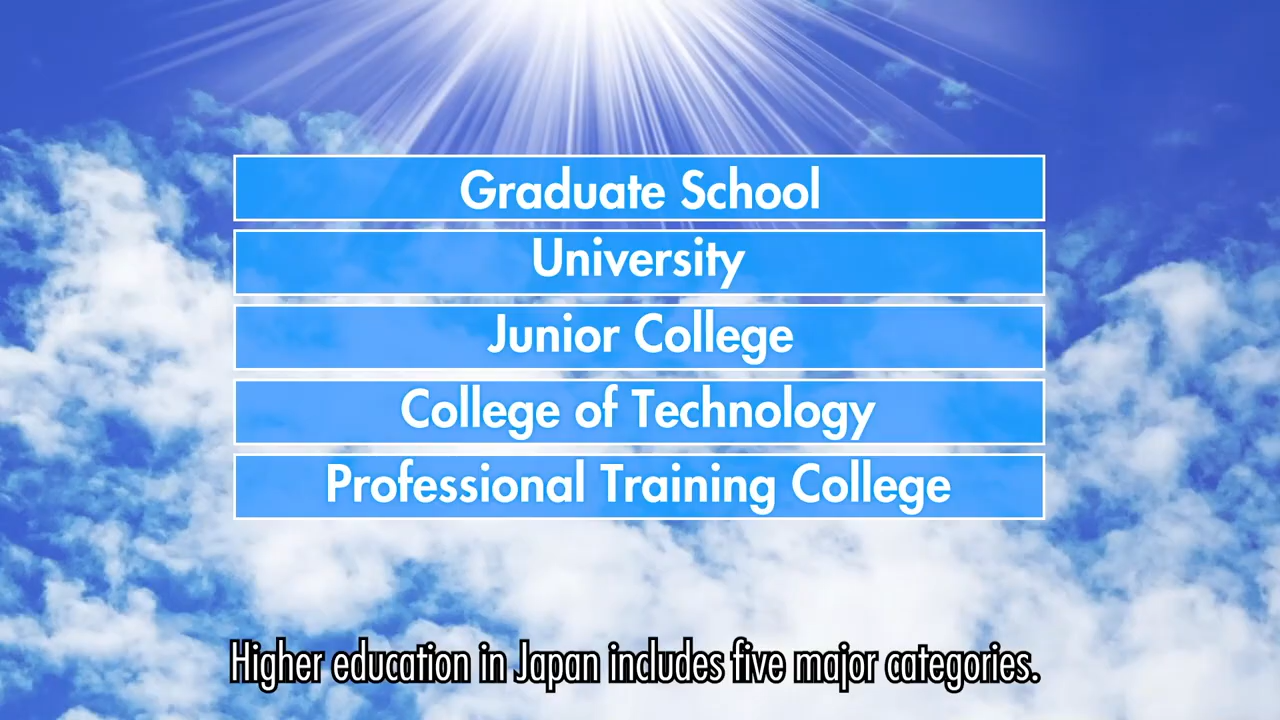 Graduate School
University
Junior College
College of Technology
Professional Training College
Higher education in Japan includes five major categories.